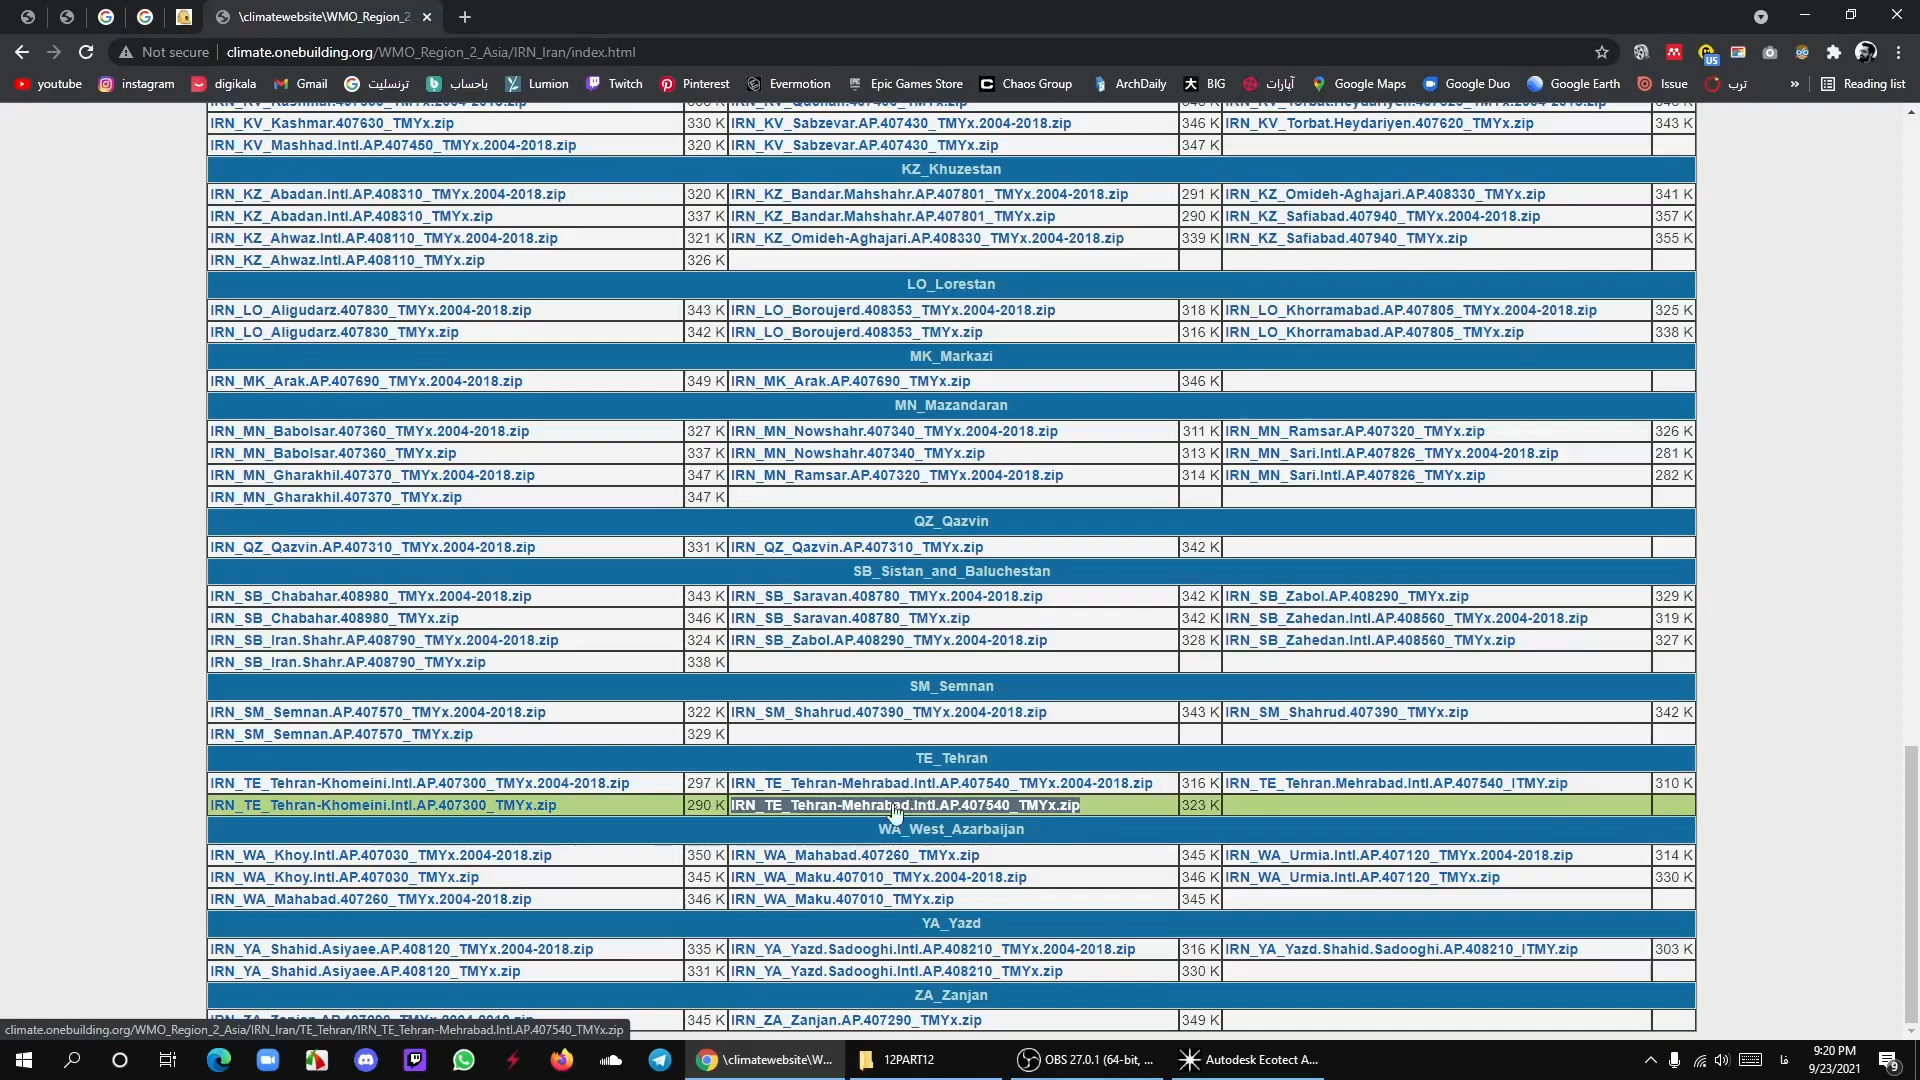 \climatewebsite\WMO_Region_2
Not secure climate.onebuilding.org/WMO_Region_2_Asia/IRN_Iran/index.html
US
youtube instagram digikala Gmail ترنسلیت باحساب Lumion Twitch Pinterest Evermotion Epic Games Store Chaos Group ArchDaily BIG آپارات Google Maps Google Duo Google Earth Issue ترب » Reading list
IRN_KV_Kashmar.407630_TMYx.zip 330 K IRN_KV_Sabzevar.AP.407430_TMYx.2004-2018.zip 346 K IRN_KV_Torbat.Heydariyen.407620_TMYx.zip 343 K
IRN_KV_Mashhad.Intl.AP.407450_TMYx.2004-2018.zip 320 K IRN_KV_Sabzevar.AP.407430_TMYx.zip 347 K
KZ_Khuzestan
IRN_KZ_Abadan.Intl.AP.408310_TMYx.2004-2018.zip 320 K IRN_KZ_Bandar.Mahshahr.AP.407801_TMYx.2004-2018.zip 291 K IRN_KZ_Omideh-Aghajari.AP.408330_TMYx.zip 341 K
IRN_KZ_Abadan.Intl.AP.408310_TMYx.zip 337 K IRN_KZ_Bandar.Mahshahr.AP.407801_TMYx.zip 290 K IRN_KZ_Safiabad.407940_TMYx.2004-2018.zip 357 K
IRN_KZ_Ahwaz.Intl.AP.408110_TMYx.2004-2018.zip 321 K IRN_KZ_Omideh-Aghajari.AP.408330_TMYx.2004-2018.zip 339 K IRN_KZ_Safiabad.407940_TMYx.zip 355 K
IRN_KZ_Ahwaz.Intl.AP.408110_TMYx.zip 326 K
LO_Lorestan
IRN_LO_Aligudarz.407830_TMYx.2004-2018.zip 343 K IRN_LO_Boroujerd.408353_TMYx.2004-2018.zip 318 K IRN_LO_Khorramabad.AP.407805_TMYx.2004-2018.zip 325 K
IRN_LO_Aligudarz.407830_TMYx.zip 342 K IRN_LO_Boroujerd.408353_TMYx.zip 316 K IRN_LO_Khorramabad.AP.407805_TMYx.zip 338 K
MK_Markazi
IRN_MK_Arak.AP.407690_TMYx.2004-2018.zip 349 K IRN_MK_Arak.AP.407690_TMYx.zip 346 K
MN_Mazandaran
IRN_MN_Babolsar.407360_TMYx.2004-2018.zip 327 K IRN_MN_Nowshahr.407340_TMYx.2004-2018.zip 311 K IRN_MN_Ramsar.AP.407320_TMYx.zip 326 K
IRN_MN_Babolsar.407360_TMYx.zip 337 K IRN_MN_Nowshahr.407340_TMYx.zip 313 K IRN_MN_Sari.Intl.AP.407826_TMYx.2004-2018.zip 281 K
IRN_MN_Gharakhil.407370_TMYx.2004-2018.zip 347 K IRN_MN_Ramsar.AP.407320_TMYx.2004-2018.zip 314 K IRN_MN_Sari.Intl.AP.407826_TMYx.zip 282 K
IRN_MN_Gharakhil.407370_TMYx.zip 347 K
QZ_Qazvin
IRN_QZ_Qazvin.AP.407310_TMYx.2004-2018.zip 331 K IRN_QZ_Qazvin.AP.407310_TMYx.zip 342 K
SB_Sistan_and_Baluchestan
IRN_SB_Chabahar.408980_TMYx.2004-2018.zip 343 K IRN_SB_Saravan.408780_TMYx.2004-2018.zip 342 K IRN_SB_Zabol.AP.408290_TMYx.zip 329 K
IRN_SB_Chabahar.408980_TMYx.zip 346 K IRN_SB_Saravan.408780_TMYx.zip 342 K IRN_SB_Zahedan.Intl.AP.408560_TMYx.2004-2018.zip 319 K
IRN_SB_Iran.Shahr.AP.408790_TMYx.2004-2018.zip 324 K IRN_SB_Zabol.AP.408290_TMYx.2004-2018.zip 328 K IRN_SB_Zahedan.Intl.AP.408560_TMYx.zip 327 K
IRN_SB_Iran.Shahr.AP.408790_TMYx.zip 338 K
SM_Semnan
IRN_SM_Semnan.AP.407570_TMYx.2004-2018.zip 322 K IRN_SM_Shahrud.407390_TMYx.2004-2018.zip 343 K IRN_SM_Shahrud.407390_TMYx.zip 342 K
IRN_SM_Semnan.AP.407570_TMYx.zip 329 K
TE_Tehran
IRN_TE_Tehran-Khomeini.Intl.AP.407300_TMYx.2004-2018.zip 297 K IRN_TE_Tehran-Mehrabad.Intl.AP.407540_TMYx.2004-2018.zip 316 K IRN_TE_Tehran.Mehrabad.Intl.AP.407540_ITMY.zip 310 K
IRN_TE_Tehran-Khomeini.Intl.AP.407300_TMYx.zip 290 K IRN_TE_Tehran-Mehrabad.Intl.AP.407540_TMYx.zip 323 K
WA_West_Azarbaijan
IRN_WA_Khoy.Intl.AP.407030_TMYx.2004-2018.zip 350 K IRN_WA_Mahabad.407260_TMYx.zip 345 K IRN_WA_Urmia.Intl.AP.407120_TMYx.2004-2018.zip 314 K
IRN_WA_Khoy.Intl.AP.407030_TMYx.zip 345 K IRN_WA_Maku.407010_TMYx.2004-2018.zip 346 K IRN_WA_Urmia.Intl.AP.407120_TMYx.zip 330 K
IRN_WA_Mahabad.407260_TMYx.2004-2018.zip 346 K IRN_WA_Maku.407010_TMYx.zip 345 K
YA_Yazd
IRN_YA_Shahid.Asiyaee.AP.408120_TMYx.2004-2018.zip 335 K IRN_YA_Yazd.Sadooghi.Intl.AP.408210_TMYx.2004-2018.zip 316 K IRN_YA_Yazd.Shahid.Sadooghi.AP.408210_ITMY.zip 303 K
IRN_YA_Shahid.Asiyaee.AP.408120_TMYx.zip 331 K IRN_YA_Yazd.Sadooghi.Intl.AP.408210_TMYx.zip 330 K
ZA_Zanjan
345 K IRN_ZA_Zanjan.AP.407290_TMYx.zip 349 K
climate.onebuilding.org/WMO_Region_2_Asia/IRN_Iran/TE_Tehran/IRN_TE_Tehran-Mehrabad.Intl.AP.407540_TMYx.zip
\climatewebsite\W... 12PART12 OBS 27.0.1 (64-bit, ... Autodesk Ecotect A... فا 9:20 PM
9/23/2021 9